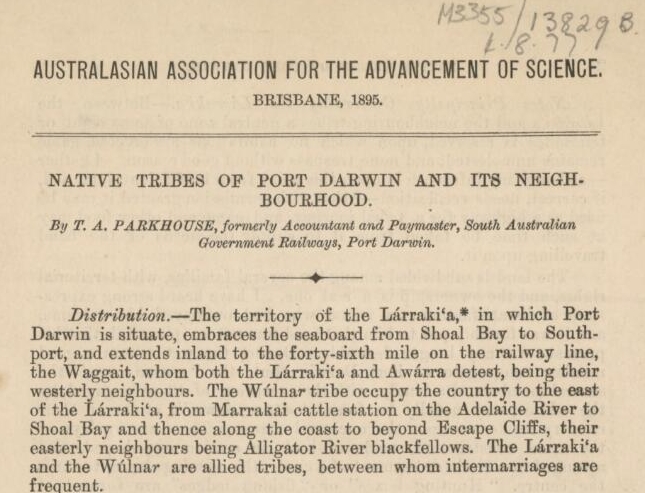 M3355/13829 B.
L.8.77
AUSTRALASIAN ASSOCIATION FOR THE ADVANCEMENT OF SCIENCE.
BRISBANE, 1895.
NATIVE TRIBES OF PORT DARWIN AND ITS NEIGH-
BOURHOOD.
By T. A. PARKHOUSE, formerly Accountant and Paymaster, South Australian
Government Railways, Port Darwin.
Distribution.—The territory of the Lárraki‘a,* in which Port
Darwin is situate, embraces the seaboard from Shoal Bay to South-
port, and extends inland to the forty-sixth mile on the railway line,
the Waggait, whom both the Lárraki‘a and Awárra detest, being their
westerly neighbours. The Wúlnar tribe occupy the country to the east
of the Lárraki‘a, from Marrakai cattle station on the Adelaide River to
Shoal Bay and thence along the coast to beyond Escape Cliffs, their
easterly neighbours being Alligator River blackfellows. The Lárraki‘a
and the Wúlnar are allied tribes, between whom intermarriages are
frequent.